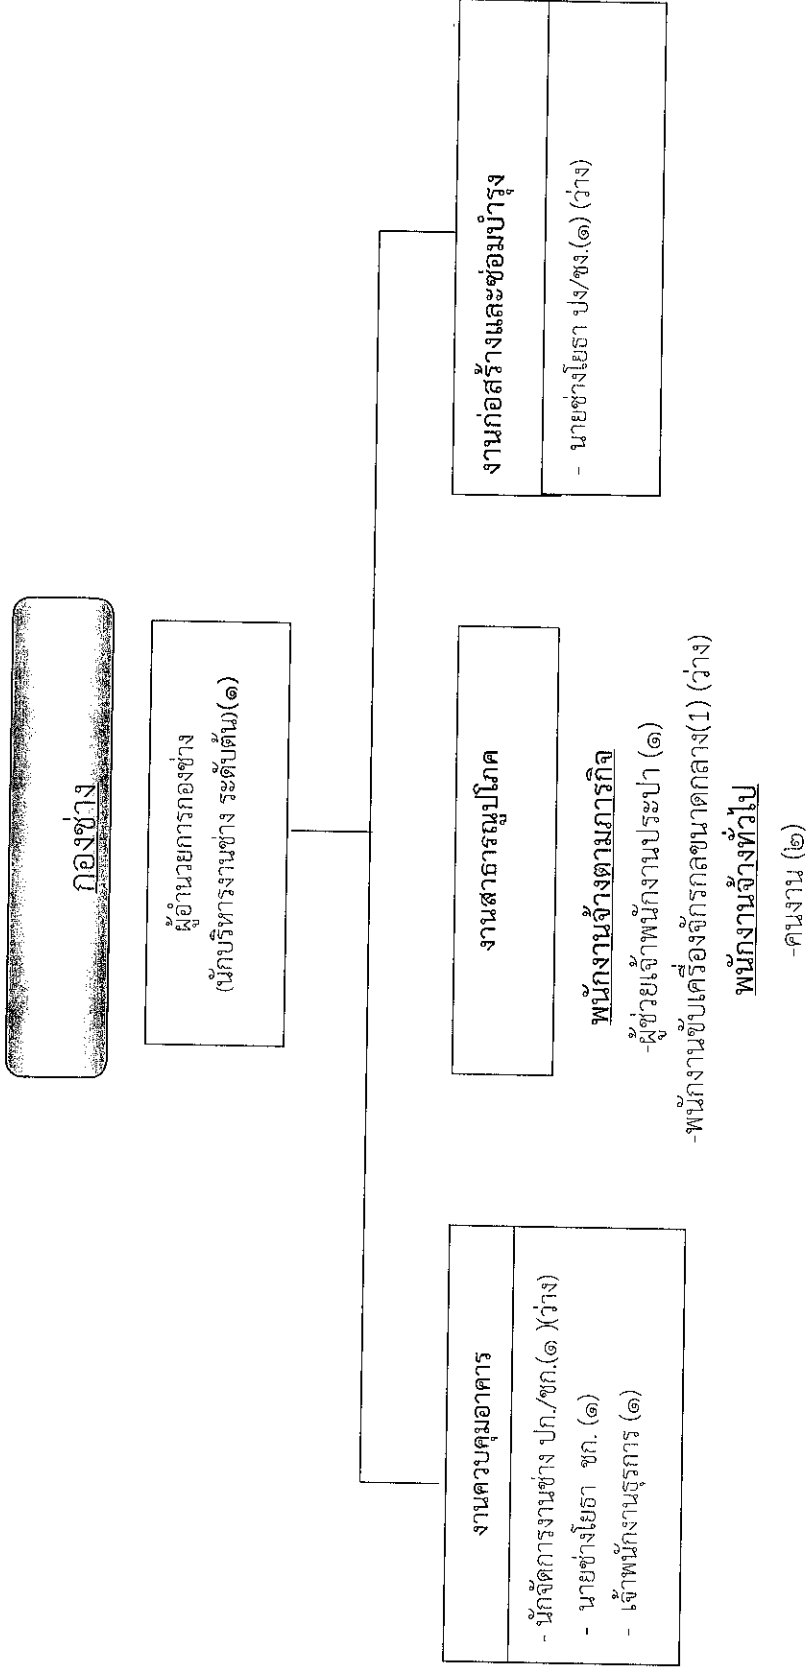 กองช่าง
ผู้อำนวยการกองช่าง
(นักบริหารงานช่าง ระดับต้น)(๑)
งานควบคุมอาคาร
- นักจัดการงานช่าง ปก./ชก.(๑ )(ว่าง)
- นายช่างโยธา ชก. (๑)
- เจ้าพนักงานธุรการ (๑)
งานสาธารณูปโภค
พนักงานจ้างตามภารกิจ
-ผู้ช่วยเจ้าพนักงานประปา (๑)
-พนักงานขับเครื่องจักรกลขนาดกลาง(1) (ว่าง)
พนักงานจ้างทั่วไป
-คนงาน (๒)
งานก่อสร้างและซ่อมบำรุง
- นายช่างโยธา ปง/ชง.(๑) (ว่าง)